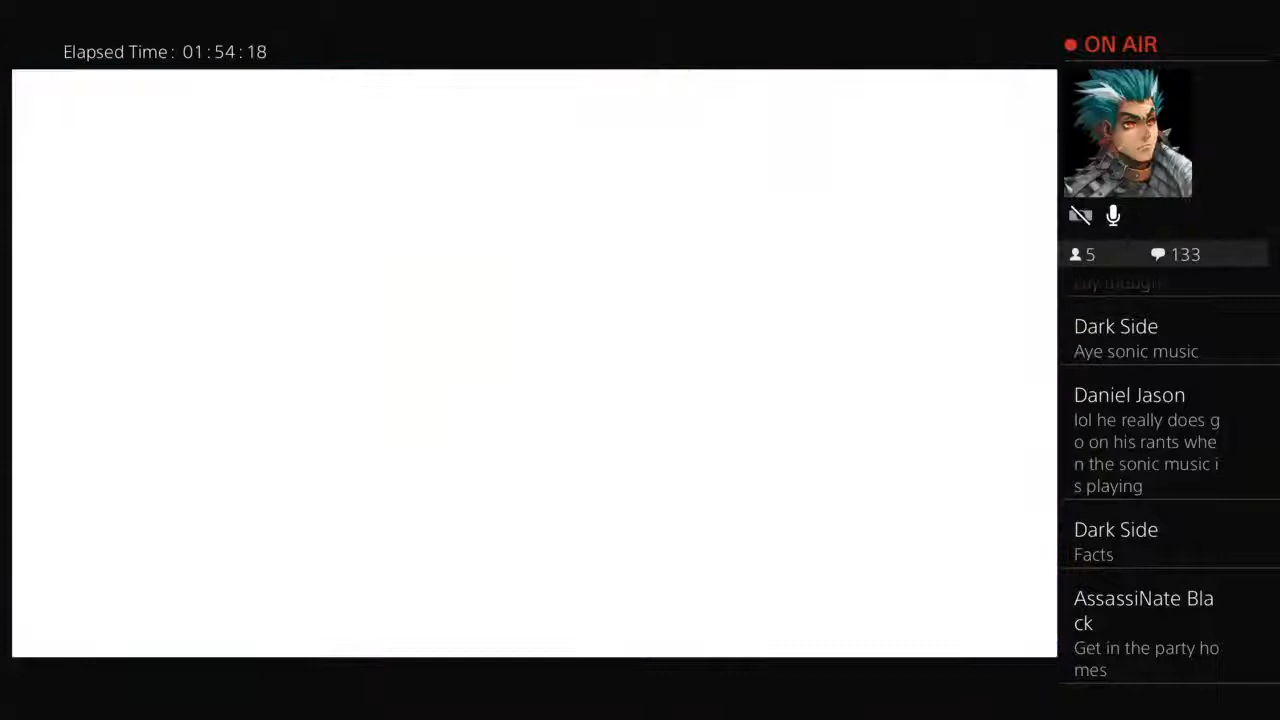 Elapsed Time: 01:54:18
ON AIR
5 133
Dark Side
Aye sonic music
Daniel Jason
lol he really does g
o on his rants whe
n the sonic music i
s playing
Dark Side
Facts
AssassiNate Bla
ck
Get in the party ho
mes